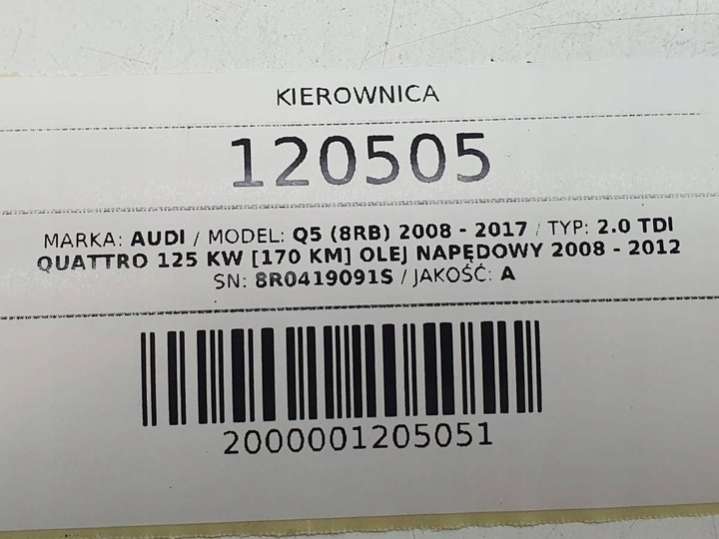 KIEROWNICA
120505
MARKA: AUDI / MODEL: Q5 (8RB) 2008 - 2017 / TYP: 2.0 TDI
QUATTRO 125 KW [170 KM] OLEJ NAPĘDOWY 2008 - 2012
SN: 8R0419091S / JAKOŚĆ: A
2000001205051